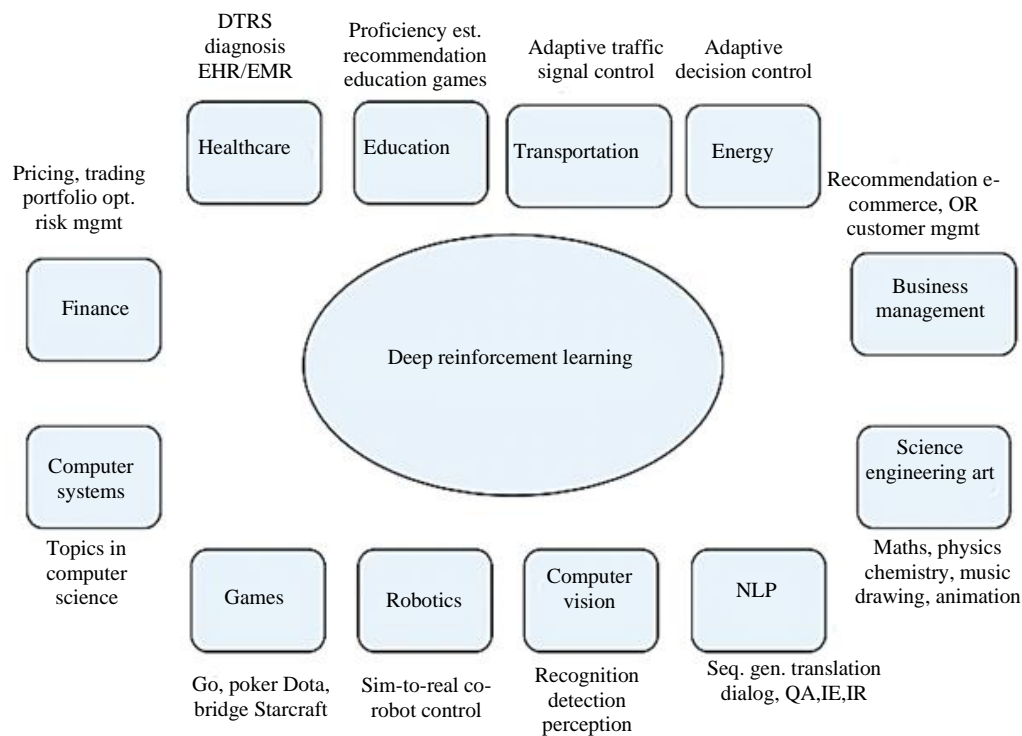 DTRS
diagnosis
EHR/EMR
Proficiency est.
recommendation
education games
Adaptive traffic
signal control
Adaptive
decision control
Healthcare
Education
Transportation
Energy
Pricing, trading
portfolio opt.
risk mgmt
Recommendation e-
commerce, OR
customer mgmt
Finance
Business
management
Deep reinforcement learning
Computer
systems
Science
engineering art
Topics in
computer
science
Maths, physics
chemistry, music
drawing, animation
Games
Robotics
Computer
vision
NLP
Go, poker Dota,
bridge Starcraft
Sim-to-real co-
robot control
Recognition
detection
perception
Seq. gen. translation
dialog, QA,IE,IR